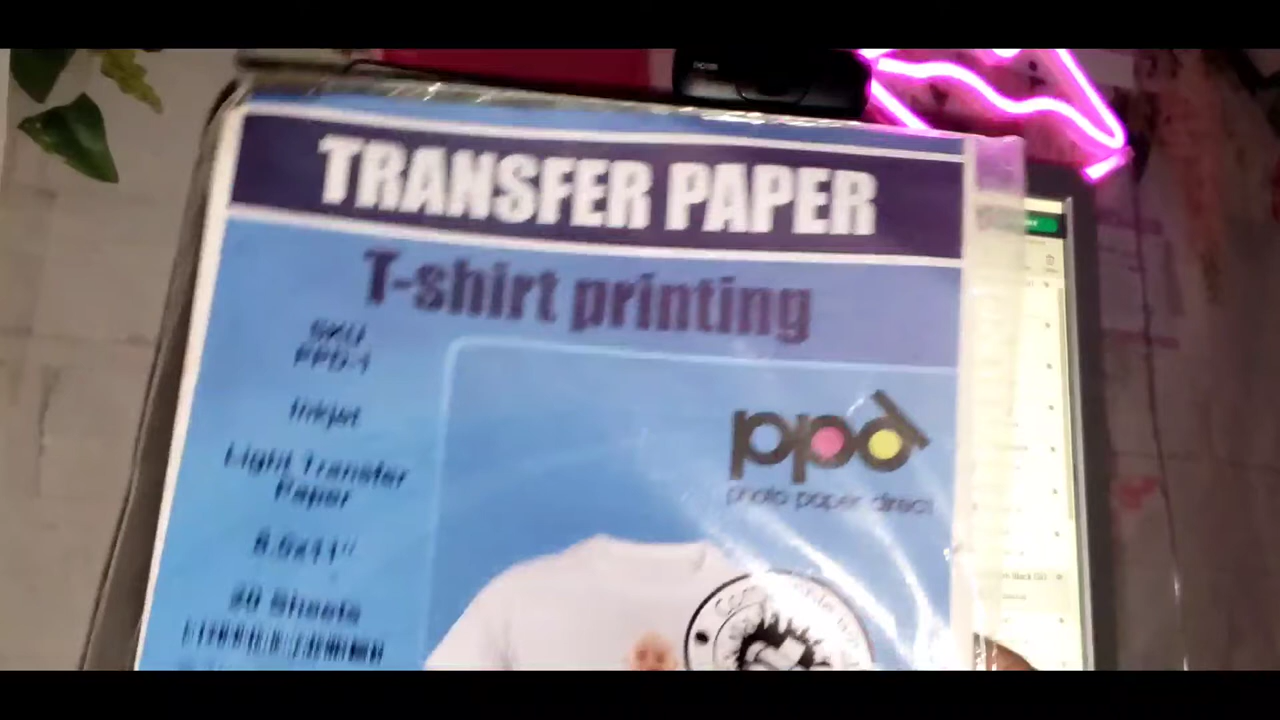 TRANSFER PAPER
T-shirt printing
SKU
PPD-1
Inkjet
Light Transfer
Paper
8.5x11"
20 Sheets
ppd
photo paper direct